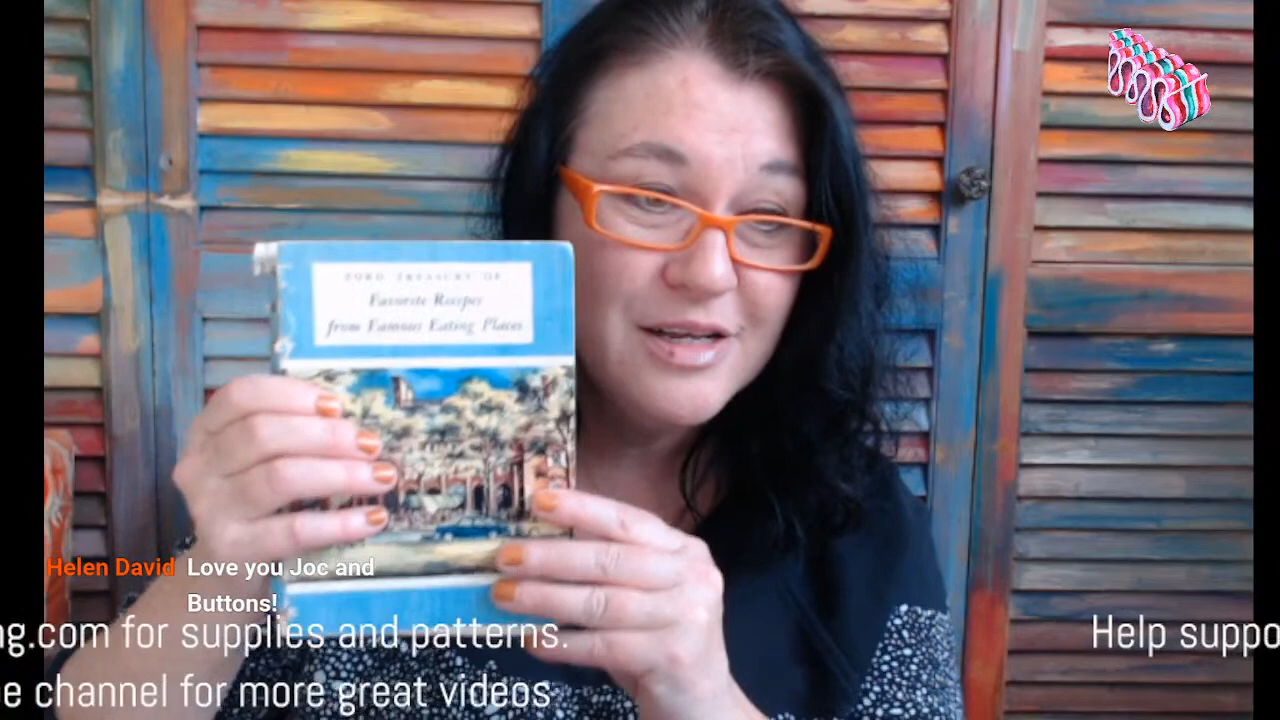 FORD TREASURY OF
Favorite Recipes
from Famous Eating Places
Helen David Love you Joc and
Buttons!
ng.com for supplies and patterns.
Help suppo
e channel for more great videos